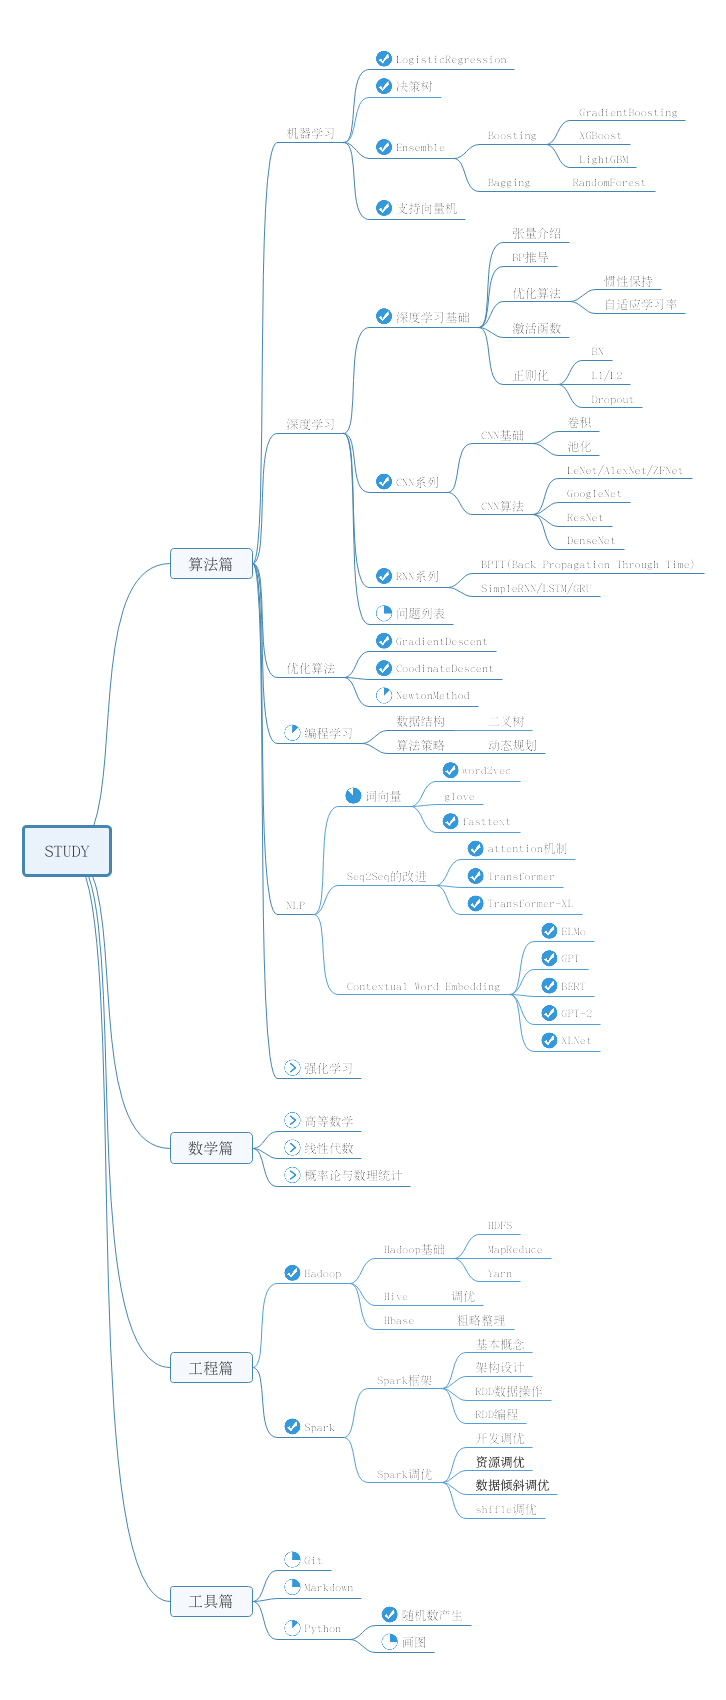 STUDY
算法篇
机器学习
LogisticRegression
决策树
Ensemble
Boosting
GradientBoosting
XGBoost
LightGBM
Bagging
RandomForest
支持向量机
深度学习
深度学习基础
张量介绍
BP推导
优化算法
惯性保持
自适应学习率
激活函数
正则化
BN
L1/L2
Dropout
CNN系列
CNN基础
卷积
池化
CNN算法
LeNet/AlexNet/ZFNet
GoogleNet
ResNet
DenseNet
RNN系列
BPTT(Back Propagation Through Time)
SimpleRNN/LSTM/GRU
问题列表
优化算法
GradientDescent
CoodinateDescent
NewtonMethod
编程学习
数据结构
二叉树
算法策略
动态规划
NLP
词向量
word2vec
glove
fasttext
Seq2Seq的改进
attention机制
Transformer
Transformer-XL
Contextual Word Embedding
ELMo
GPT
BERT
GPT-2
XLNet
强化学习
数学篇
高等数学
线性代数
概率论与数理统计
工程篇
Hadoop
Hadoop基础
HDFS
MapReduce
Yarn
Hive
调优
Hbase
粗略整理
Spark
Spark框架
基本概念
架构设计
RDD数据操作
RDD编程
Spark调优
开发调优
资源调优
数据倾斜调优
shffle调优
工具篇
Git
Markdown
Python
随机数产生
画图